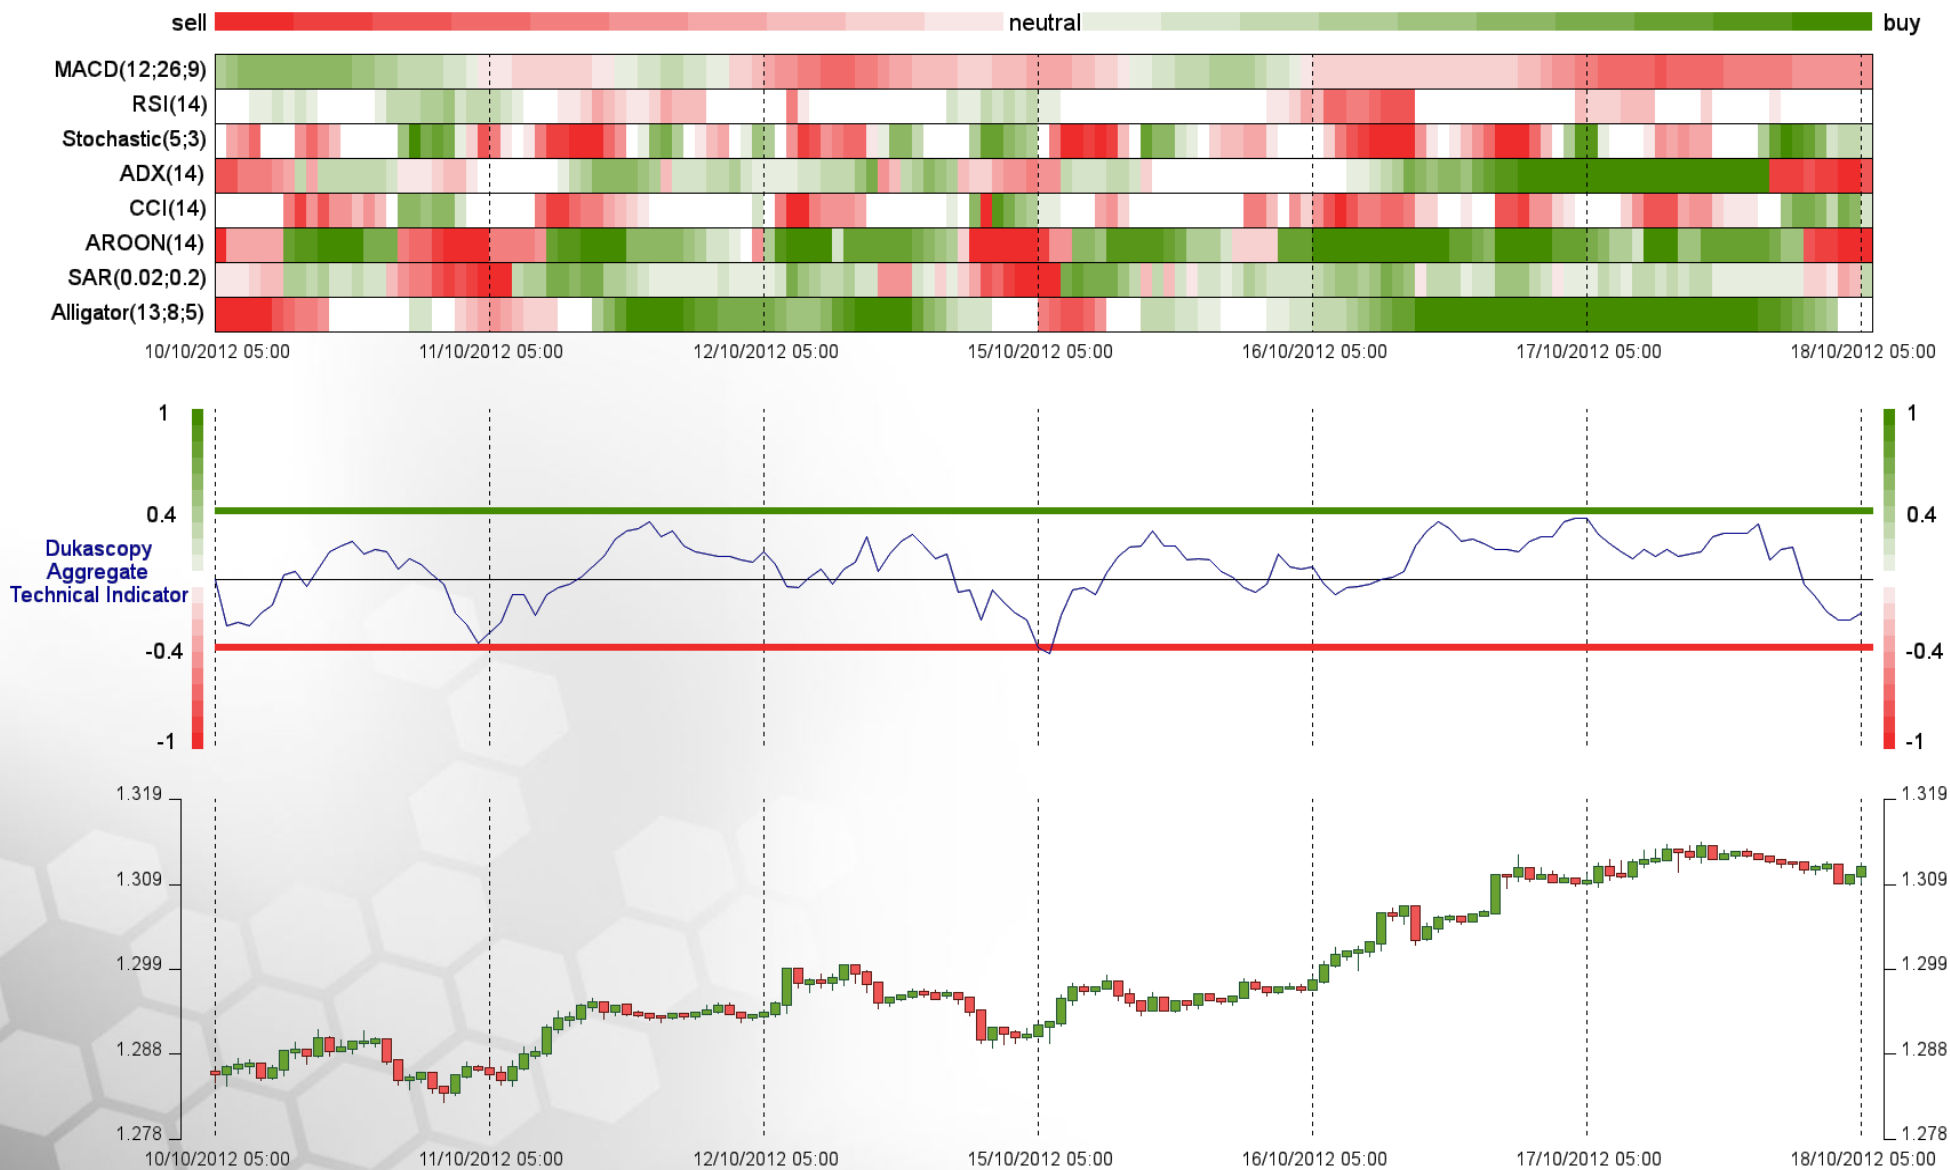 sell neutral buy
MACD(12;26;9)
RSI(14)
Stochastic(5;3)
ADX(14)
CCI(14)
AROON(14)
SAR(0.02;0.2)
Alligator(13;8;5)
10/10/2012 05:00 11/10/2012 05:00 12/10/2012 05:00 15/10/2012 05:00 16/10/2012 05:00 17/10/2012 05:00 18/10/2012 05:00
1 1
0.4 0.4
Dukascopy
Aggregate
Technical Indicator
-0.4 -0.4
-1 -1
1.319 1.319
1.309 1.309
1.299 1.299
1.288 1.288
1.278 1.278
10/10/2012 05:00 11/10/2012 05:00 12/10/2012 05:00 15/10/2012 05:00 16/10/2012 05:00 17/10/2012 05:00 18/10/2012 05:00